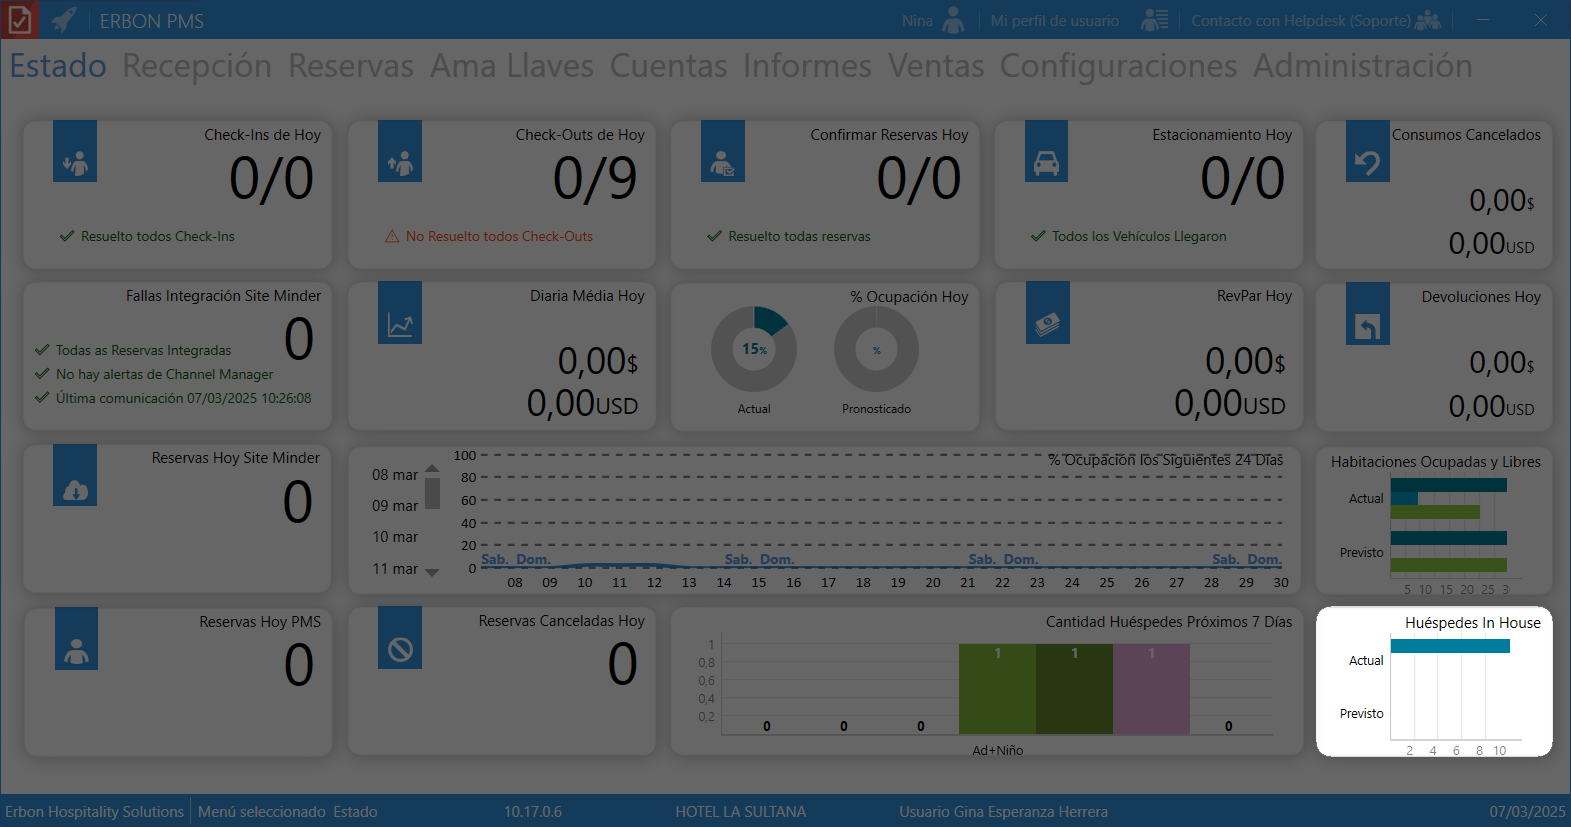 ERBON PMS
Nina
Mi perfil de usuario
Contacto con Helpdesk (Soporte)
Estado Recepción Reservas Ama Llaves Cuentas Informes Ventas Configuraciones Administración
Check-Ins de Hoy
0/0
Resuelto todos Check-Ins
Check-Outs de Hoy
0/9
No Resuelto todos Check-Outs
Confirmar Reservas Hoy
0/0
Resuelto todas reservas
Estacionamiento Hoy
0/0
Todos los Vehículos Llegaron
Consumos Cancelados
0,00$
0,00USD
Fallas Integración Site Minder
0
Todas as Reservas Integradas
No hay alertas de Channel Manager
Última comunicación 07/03/2025 10:26:08
Diaria Média Hoy
0,00$
0,00USD
% Ocupación Hoy
15%
%
Actual
Pronosticado
RevPar Hoy
0,00$
0,00USD
Devoluciones Hoy
0,00$
0,00USD
Reservas Hoy Site Minder
0
08 mar
09 mar
10 mar
11 mar
% Ocupación los Siguientes 24 Días
100
80
60
40
20
0
Sab. Dom. Sab. Dom. Sab. Dom. Sab. Dom.
08 09 10 11 12 13 14 15 16 17 18 19 20 21 22 23 24 25 26 27 28 29 30
Habitaciones Ocupadas y Libres
Actual
Previsto
5 10 15 20 25 3
Reservas Hoy PMS
0
Reservas Canceladas Hoy
0
Cantidad Huéspedes Próximos 7 Días
1
0,8
0,6
0,4
0,2
0 0 0 1 1 1 0
Ad+Niño
Huéspedes In House
Actual
Previsto
2 4 6 8 10
Erbon Hospitality Solutions
Menú seleccionado Estado
10.17.0.6
HOTEL LA SULTANA
Usuario Gina Esperanza Herrera
07/03/2025